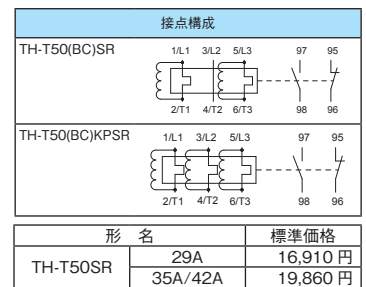 接点構成
TH-T50(BC)SR
1/L1 3/L2 5/L3 97 95
2/T1 4/T2 6/T3 98 96
TH-T50(BC)KPSR
1/L1 3/L2 5/L3 97 95
2/T1 4/T2 6/T3 98 96
形 名 標準価格
TH-T50SR 29A 16,910 円
35A/42A 19,860 円